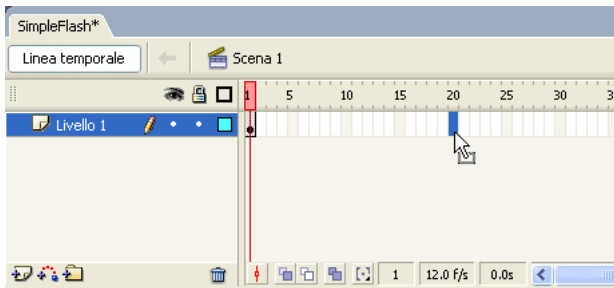 SimpleFlash*
Linea temporale Scena 1
1 5 10 15 20 25 30
Livello 1
1 12.0 f/s 0.0s